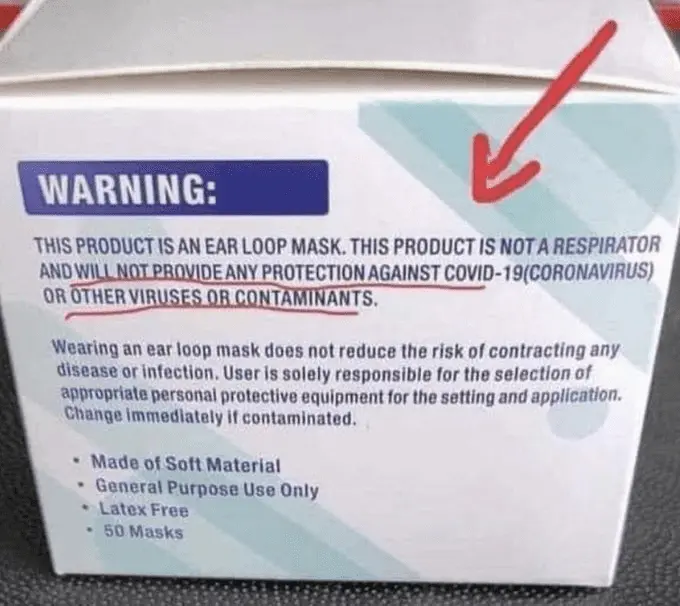 WARNING:
THIS PRODUCT IS AN EAR LOOP MASK. THIS PRODUCT IS NOT A RESPIRATOR
AND WILL NOT PROVIDE ANY PROTECTION AGAINST COVID-19(CORONAVIRUS)
OR OTHER VIRUSES OR CONTAMINANTS.
Wearing an ear loop mask does not reduce the risk of contracting any
disease or infection. User is solely responsible for the selection of
appropriate personal protective equipment for the setting and application.
Change immediately if contaminated.
• Made of Soft Material
• General Purpose Use Only
• Latex Free
• 50 Masks